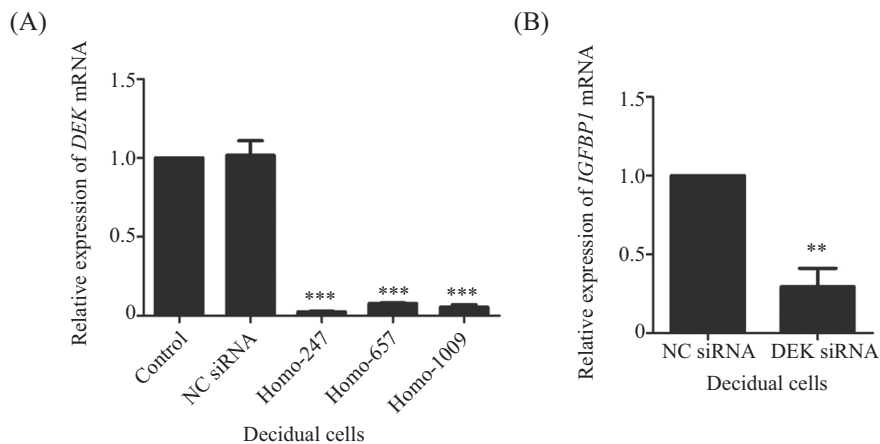 (A)
Relative expression of DEK mRNA
1.5
1.0
0.5
0
***
***
***
Control
NC siRNA
Homo-247
Homo-657
Homo-1009
Decidual cells
(B)
Relative expression of IGFBP1 mRNA
1.5
1.0
0.5
0
**
NC siRNA
DEK siRNA
Decidual cells